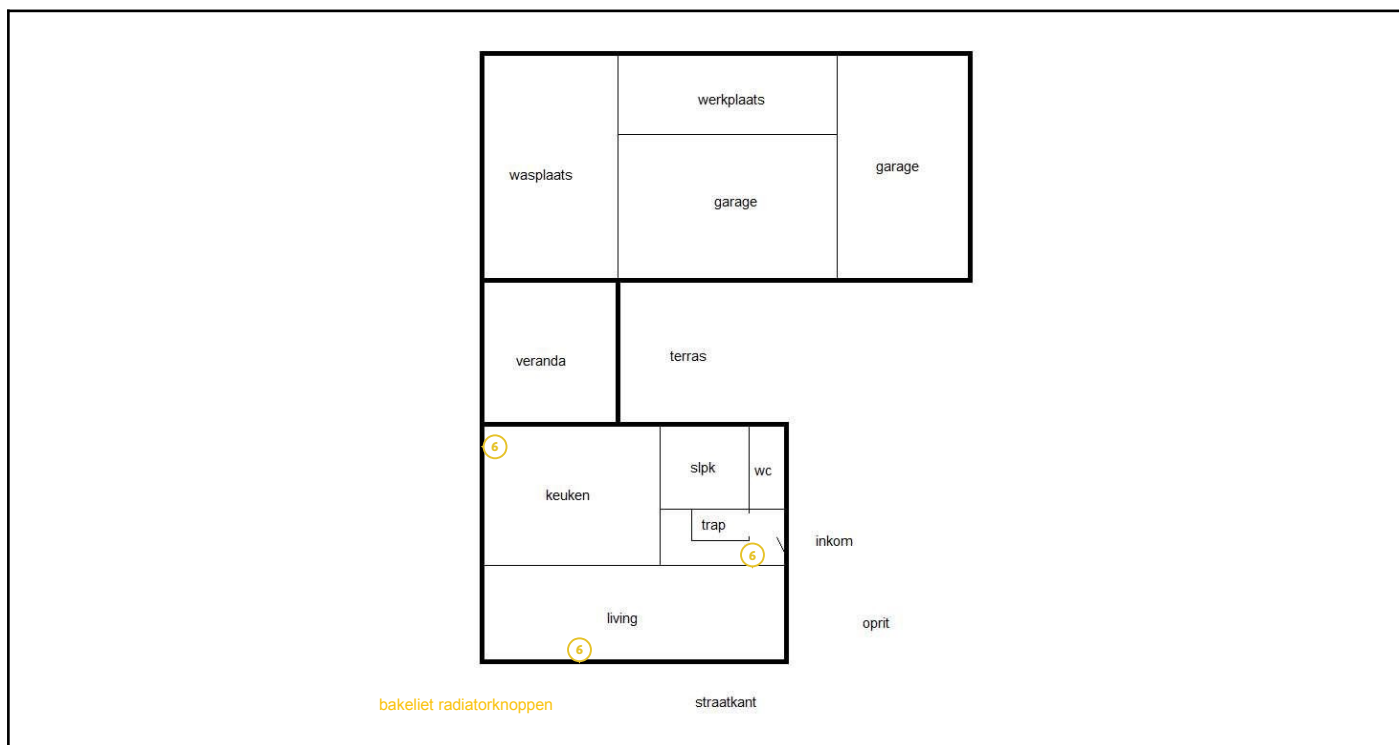 werkplaats
garage
wasplaats
garage
terras
veranda
6
slpk
wc
keuken
trap
inkom
6
living
oprit
6
straatkant
bakeliet radiatorknoppen